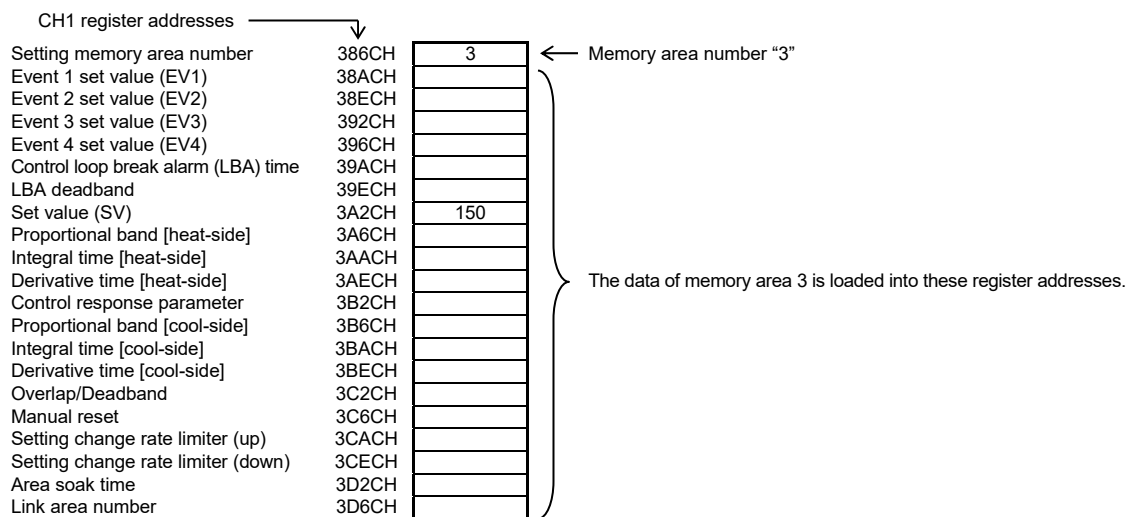 CH1 register addresses
Setting memory area number 386CH 3 Memory area number “3”
Event 1 set value (EV1) 38ACH
Event 2 set value (EV2) 38ECH
Event 3 set value (EV3) 392CH
Event 4 set value (EV4) 396CH
Control loop break alarm (LBA) time 39ACH
LBA deadband 39ECH
Set value (SV) 3A2CH 150
Proportional band [heat-side] 3A6CH
Integral time [heat-side] 3AACH
Derivative time [heat-side] 3AECH The data of memory area 3 is loaded into these register addresses.
Control response parameter 3B2CH
Proportional band [cool-side] 3B6CH
Integral time [cool-side] 3BACH
Derivative time [cool-side] 3BECH
Overlap/Deadband 3C2CH
Manual reset 3C6CH
Setting change rate limiter (up) 3CACH
Setting change rate limiter (down) 3CECH
Area soak time 3D2CH
Link area number 3D6CH